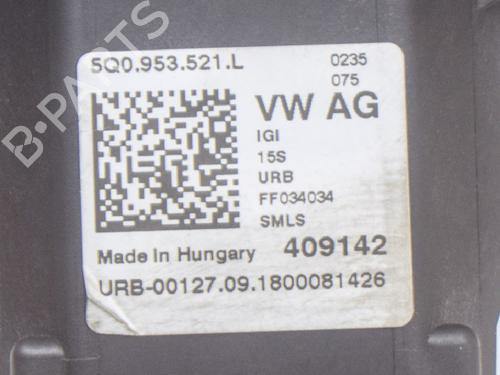 5Q0.953.521.L
0235
075
VW AG
IGI
15S
URB
FF034034
SMLS
Made In Hungary 409142
URB-00127.09.1800081426
B-PARTS